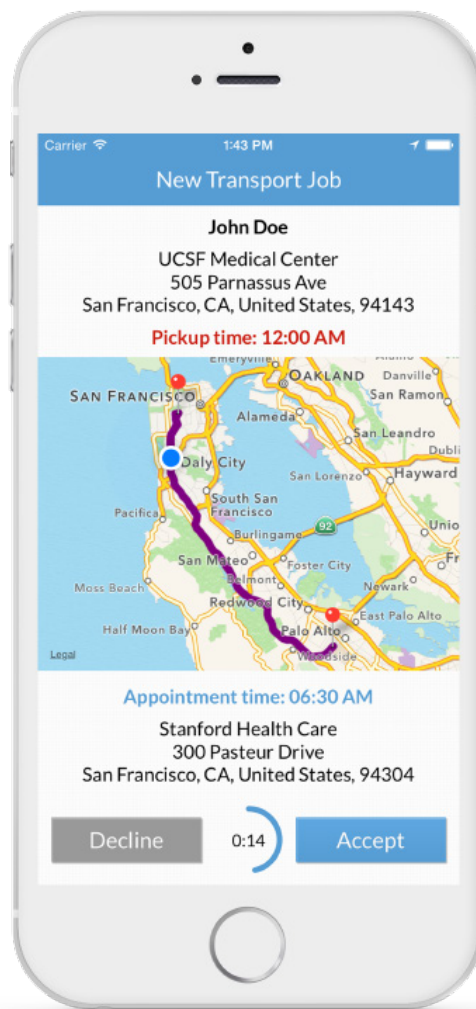 Carrier 1:43 PM
New Transport Job
John Doe
UCSF Medical Center
505 Parnassus Ave
San Francisco, CA, United States, 94143
Pickup time: 12:00 AM
Emeryville
OAKLAND Danville
SAN FRANCISCO San Ramon
Alameda
San Leandro
Daly City
San Lorenzo Hayward
South San
Francisco
Pacifica
92
Burlingame
San Mateo Foster City
Belmont
Moss Beach Newark
Redwood City
East Palo Alto
Half Moon Bay Palo Alto
Legal Woodside
Appointment time: 06:30 AM
Stanford Health Care
300 Pasteur Drive
San Francisco, CA, United States, 94304
Decline 0:14 Accept